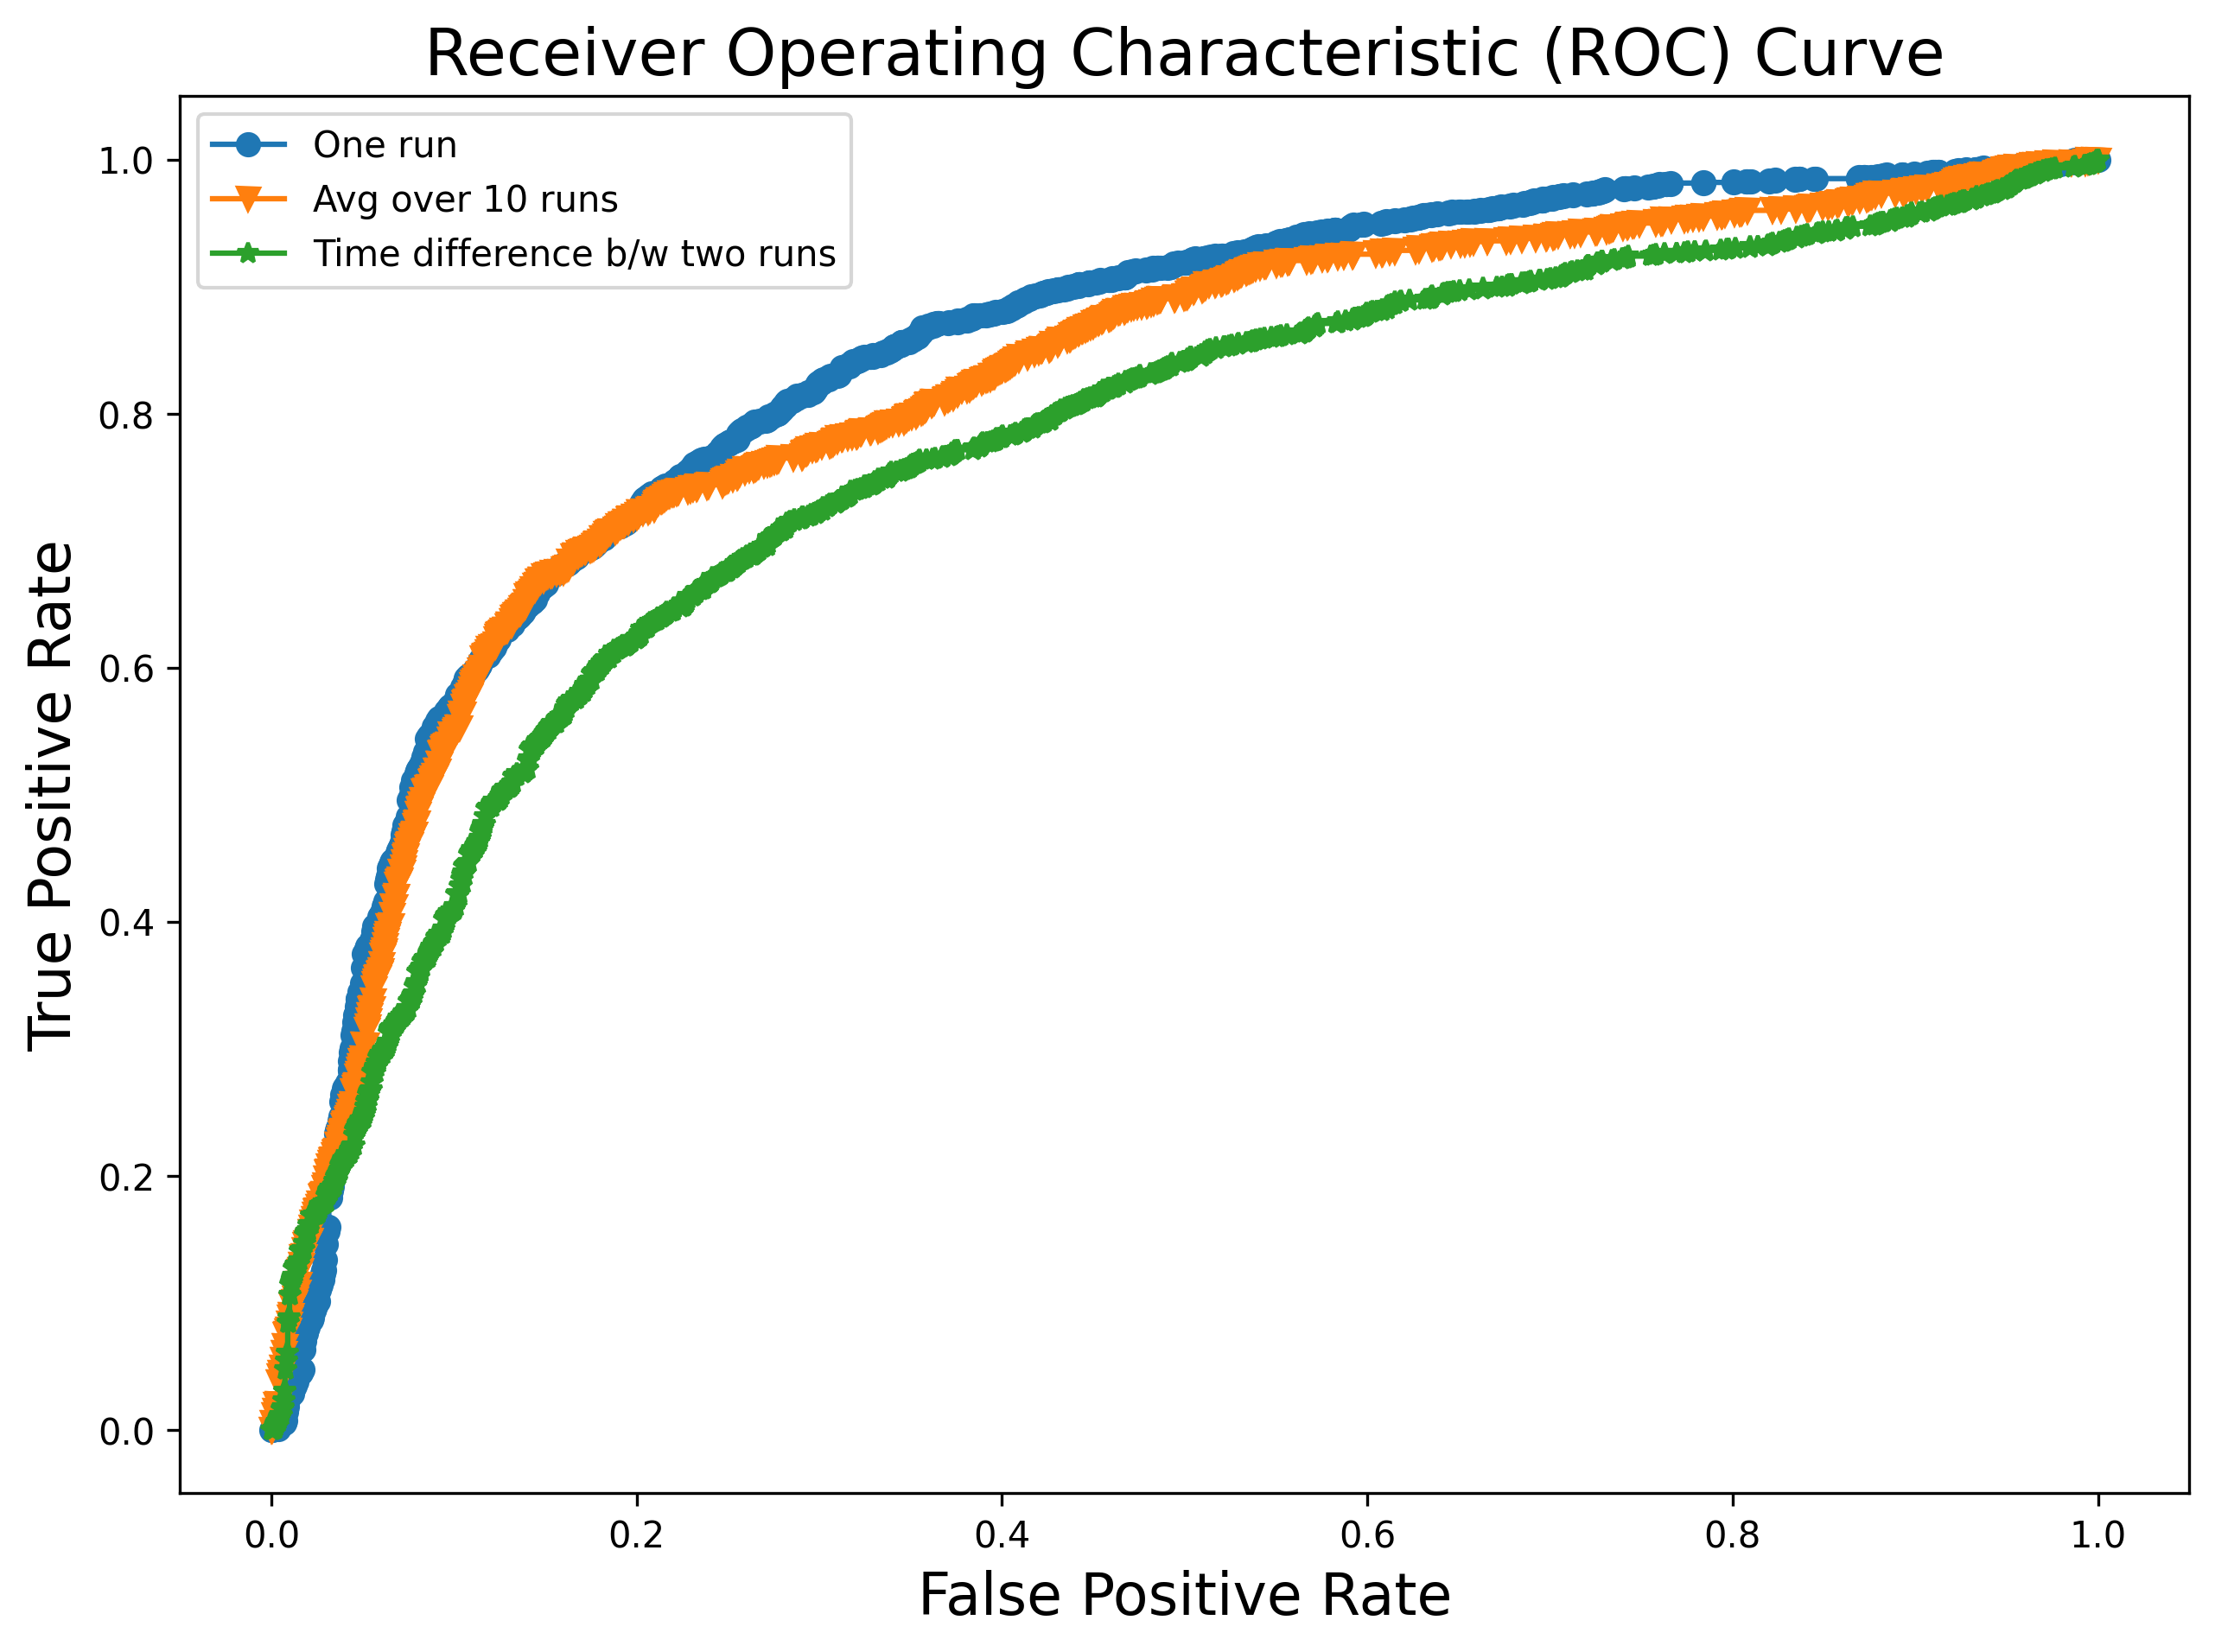 Receiver Operating Characteristic (ROC) Curve
One run
Avg over 10 runs
Time difference b/w two runs
1.0
0.8
0.6
0.4
0.2
0.0
True Positive Rate
0.0 0.2 0.4 0.6 0.8 1.0
False Positive Rate